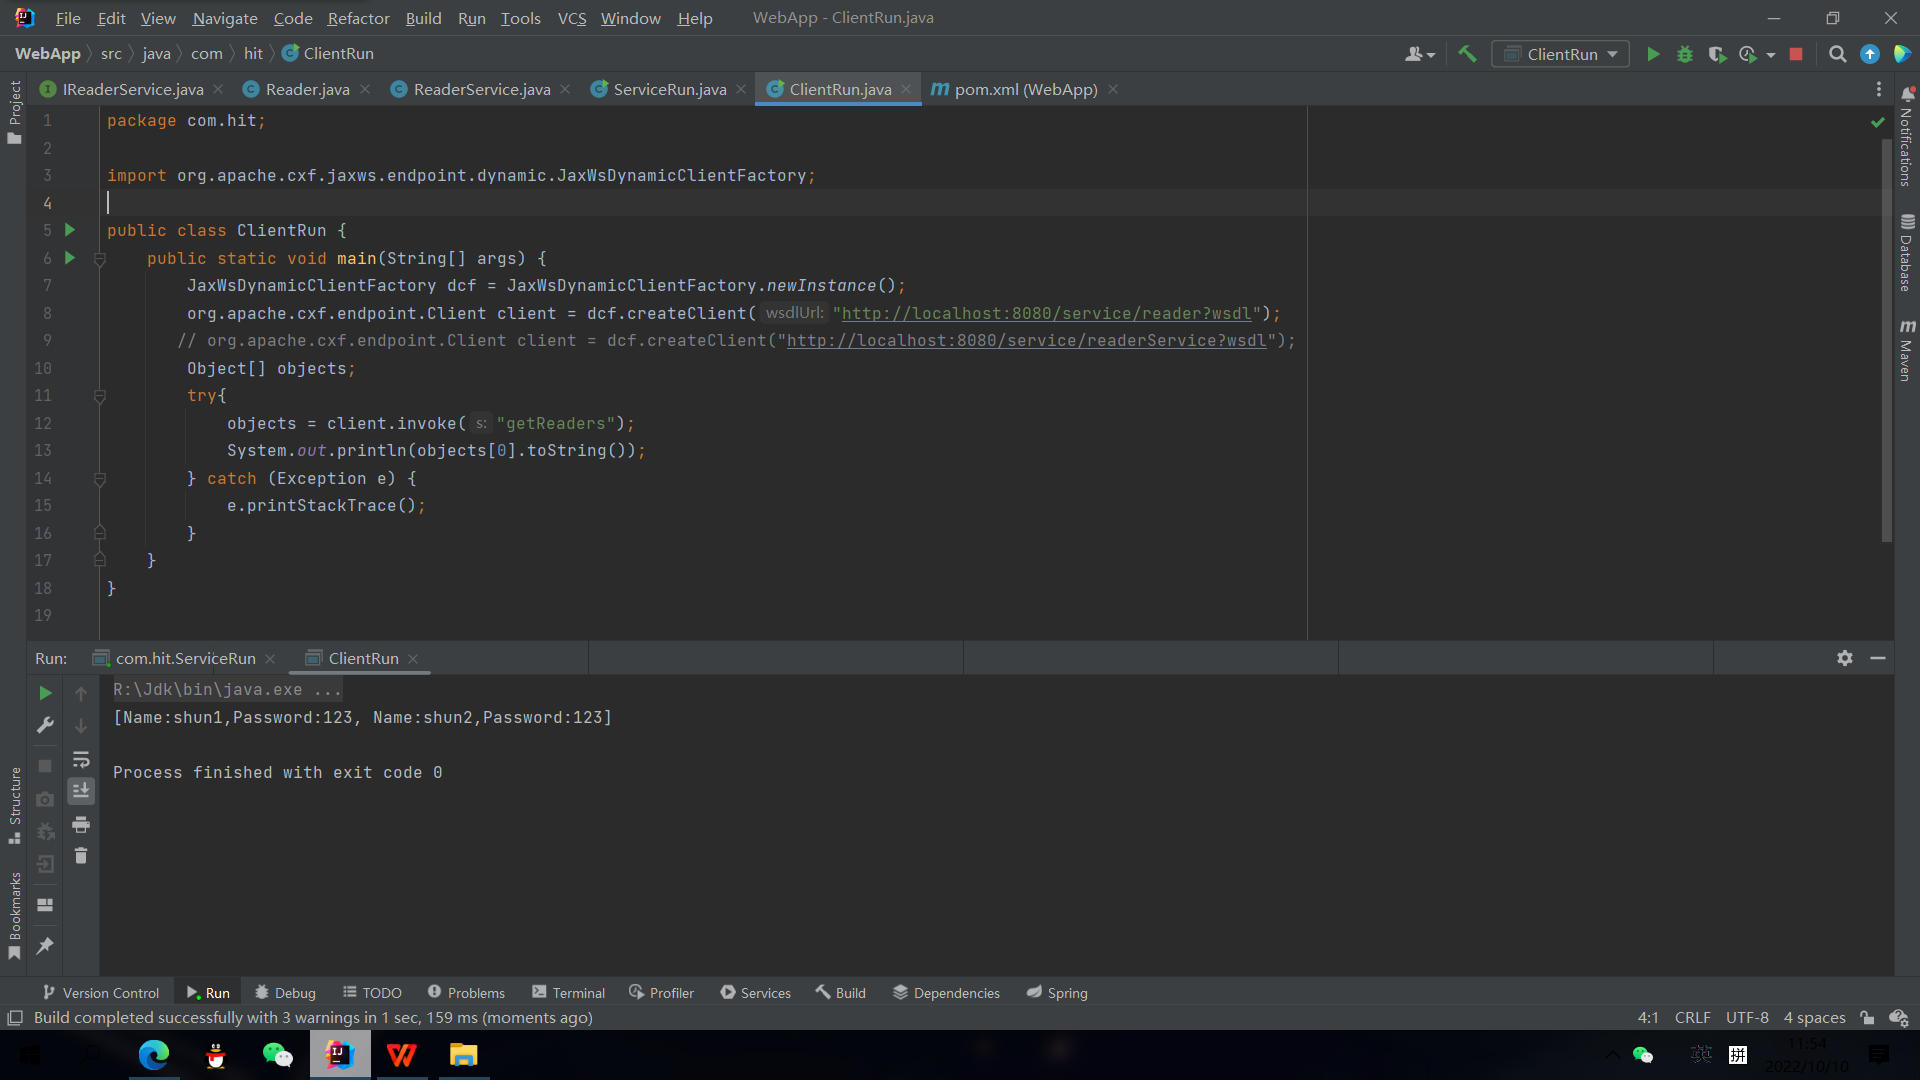 File Edit View Navigate Code Refactor Build Run Tools VCS Window Help WebApp - ClientRun.java
WebApp src java com hit ClientRun
ClientRun
IReaderService.java Reader.java ReaderService.java ServiceRun.java ClientRun.java pom.xml (WebApp)
Project
Structure
Bookmarks
Notifications
Database
Maven
1 package com.hit;
2
3 import org.apache.cxf.jaxws.endpoint.dynamic.JaxWsDynamicClientFactory;
4
5 public class ClientRun {
6 public static void main(String[] args) {
7 JaxWsDynamicClientFactory dcf = JaxWsDynamicClientFactory.newInstance();
8 org.apache.cxf.endpoint.Client client = dcf.createClient( wsdlUrl: "http://localhost:8080/service/reader?wsdl");
9 // org.apache.cxf.endpoint.Client client = dcf.createClient("http://localhost:8080/service/readerService?wsdl");
10 Object[] objects;
11 try{
12 objects = client.invoke( s: "getReaders");
13 System.out.println(objects[0].toString());
14 } catch (Exception e) {
15 e.printStackTrace();
16 }
17 }
18 }
19
Run: com.hit.ServiceRun ClientRun
R:\Jdk\bin\java.exe ...
[Name:shun1,Password:123, Name:shun2,Password:123]
Process finished with exit code 0
Version Control Run Debug TODO Problems Terminal Profiler Services Build Dependencies Spring
Build completed successfully with 3 warnings in 1 sec, 159 ms (moments ago)
4:1 CRLF UTF-8 4 spaces
英 拼
11:54
2022/10/10